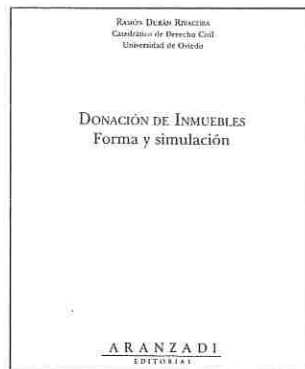 RAMÓN DURÁN RIVACOBA
Catedrático de Derecho Civil
Universidad de Oviedo
DONACIÓN DE INMUEBLES
Forma y simulación
ARANZADI
EDITORIAL